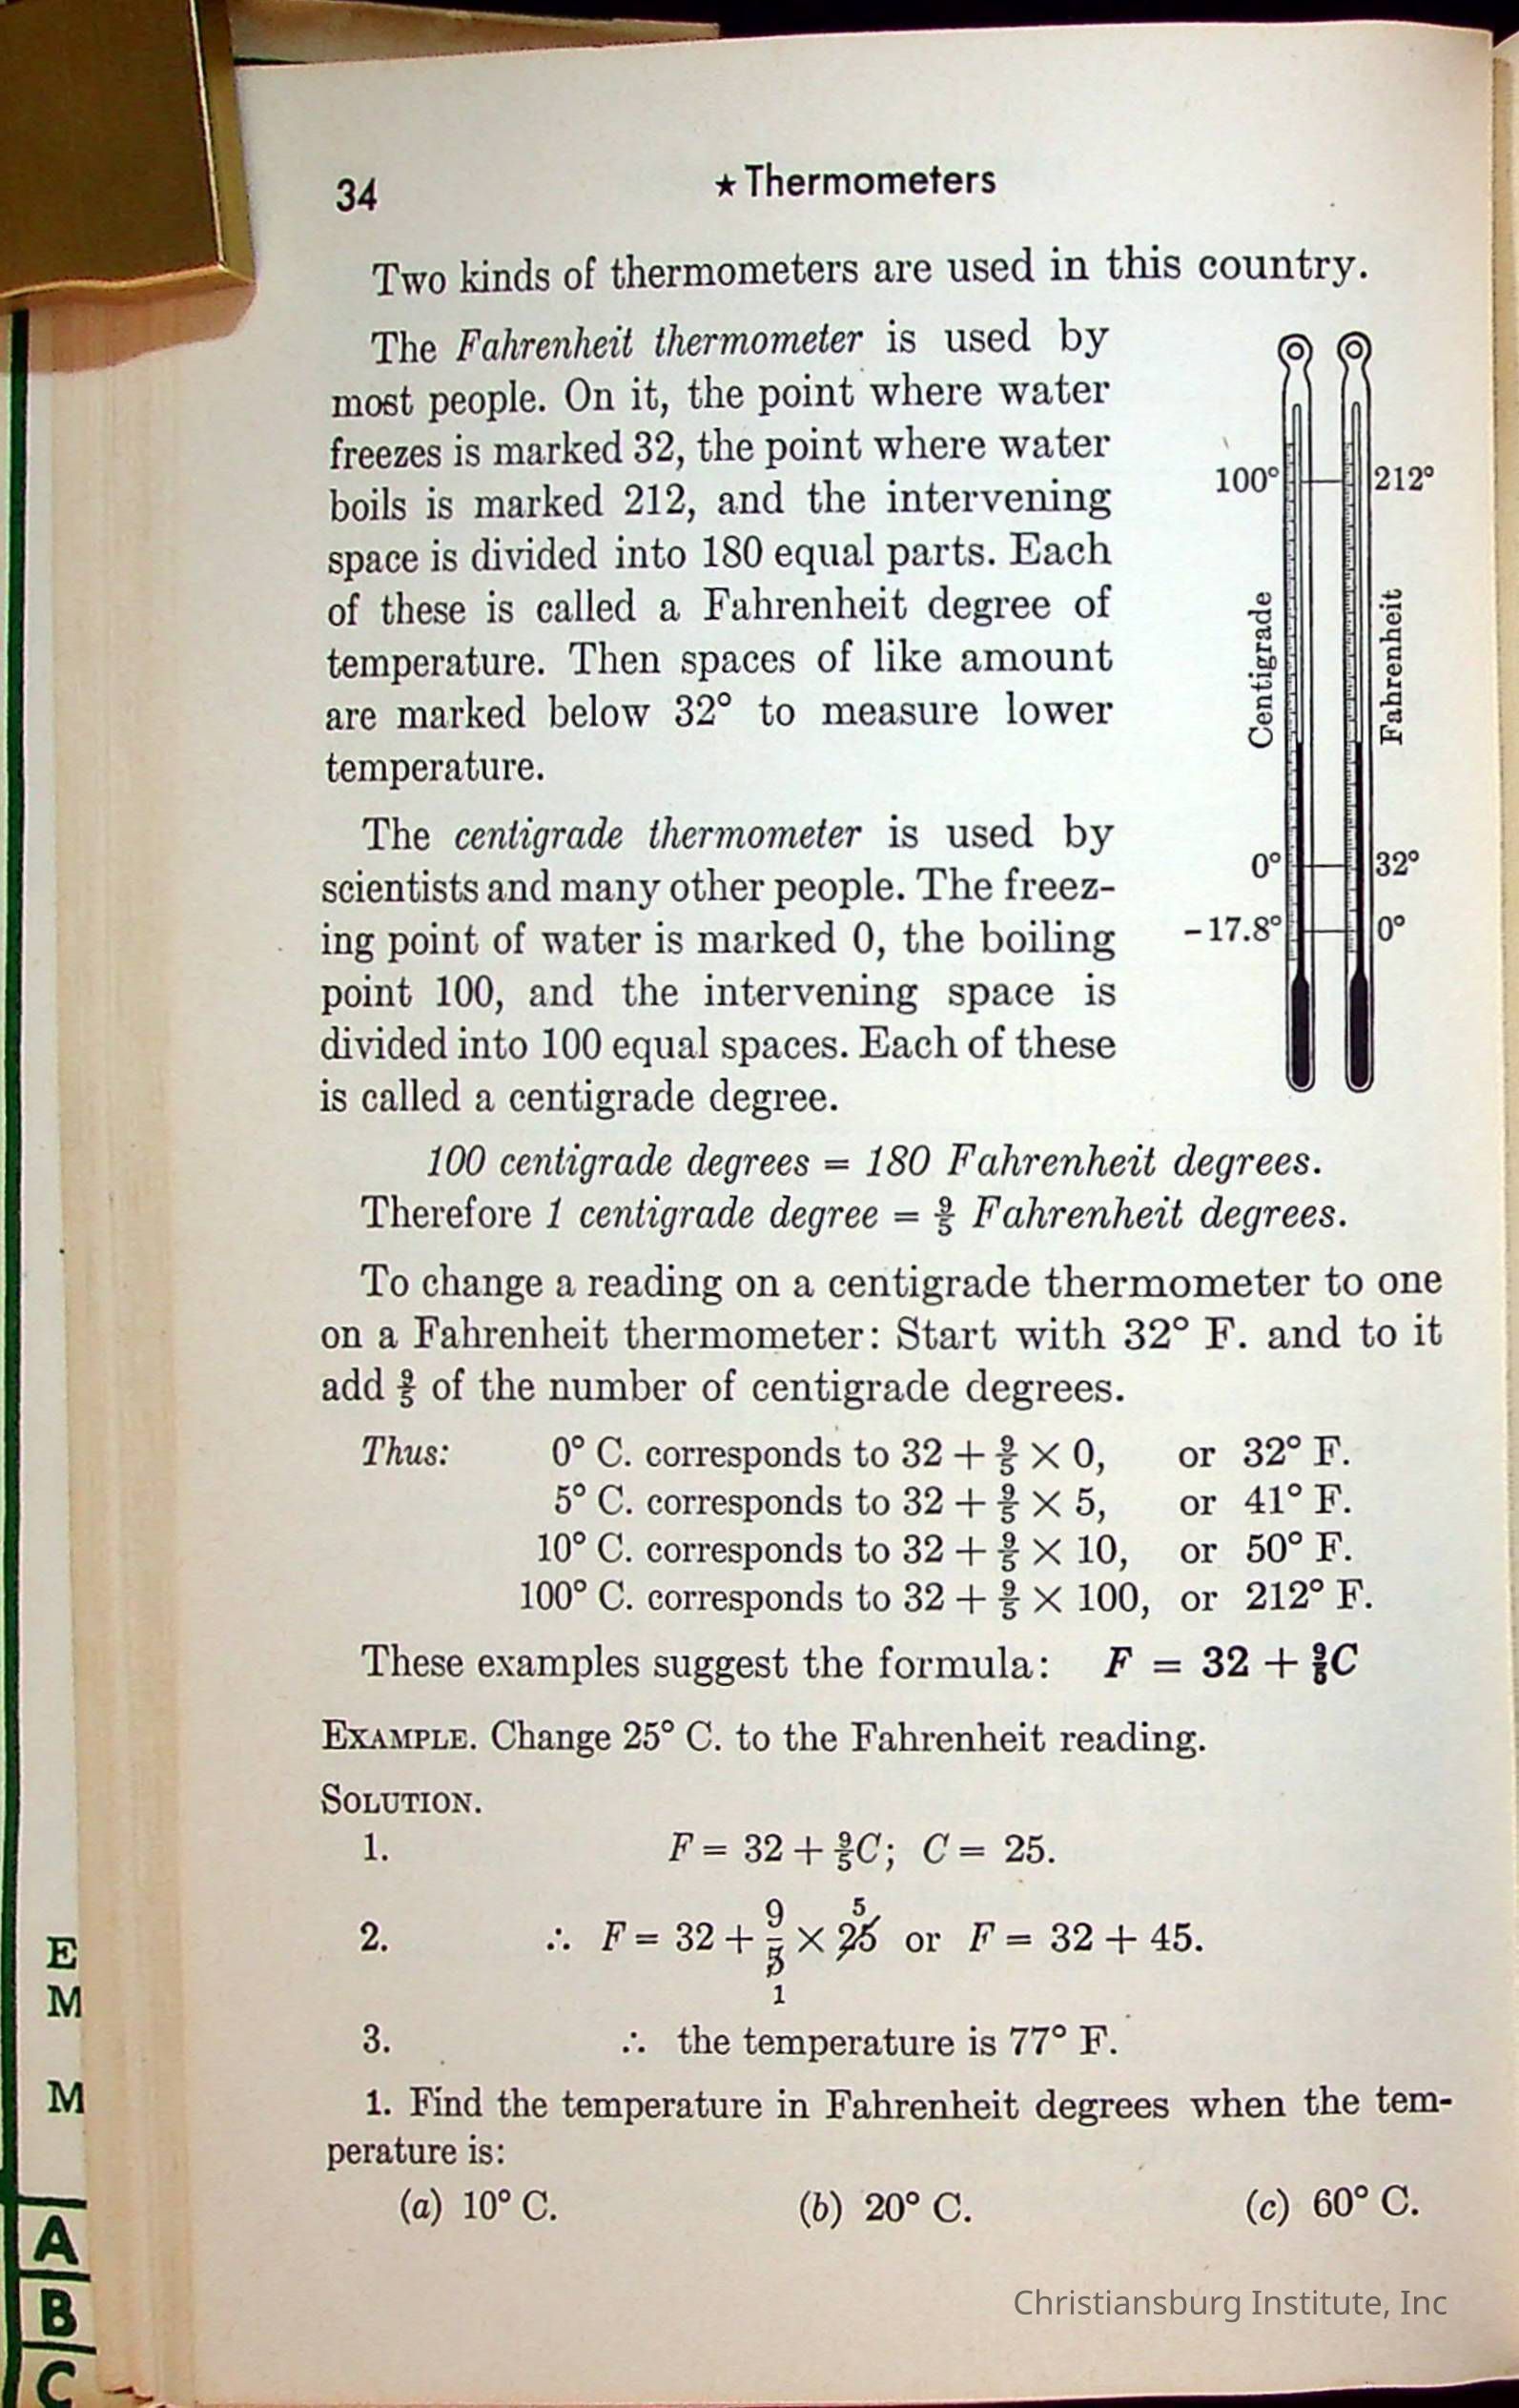 34
★ Thermometers
Two kinds of thermometers are used in this country.
The Fahrenheit thermometer is used by
most people. On it, the point where water
freezes is marked 32, the point where water
boils is marked 212, and the intervening
space is divided into 180 equal parts. Each
of these is called a Fahrenheit degree of
temperature. Then spaces of like amount
are marked below 32° to measure lower
temperature.
The centigrade thermometer is used by
scientists and many other people. The freez-
ing point of water is marked 0, the boiling
point 100, and the intervening space is
divided into 100 equal spaces. Each of these
is called a centigrade degree.
100° 212°
Centigrade
Fahrenheit
0° 32°
-17.8° 0°
100 centigrade degrees = 180 Fahrenheit degrees.
Therefore 1 centigrade degree = 9/5 Fahrenheit degrees.
To change a reading on a centigrade thermometer to one
on a Fahrenheit thermometer: Start with 32° F. and to it
add 9/5 of the number of centigrade degrees.
Thus: 0° C. corresponds to 32 + 9/5 × 0, or 32° F.
5° C. corresponds to 32 + 9/5 × 5, or 41° F.
10° C. corresponds to 32 + 9/5 × 10, or 50° F.
100° C. corresponds to 32 + 9/5 × 100, or 212° F.
These examples suggest the formula: F = 32 + 9/5C
EXAMPLE. Change 25° C. to the Fahrenheit reading.
SOLUTION.
1. F = 32 + 9/5C; C = 25.
5
2. ∴ F = 32 + 9/5 × 25 or F = 32 + 45.
1
3. ∴ the temperature is 77° F.
1. Find the temperature in Fahrenheit degrees when the tem-
perature is:
(a) 10° C. (b) 20° C. (c) 60° C.
E
M
M
A
B
C
Christiansburg Institute, Inc